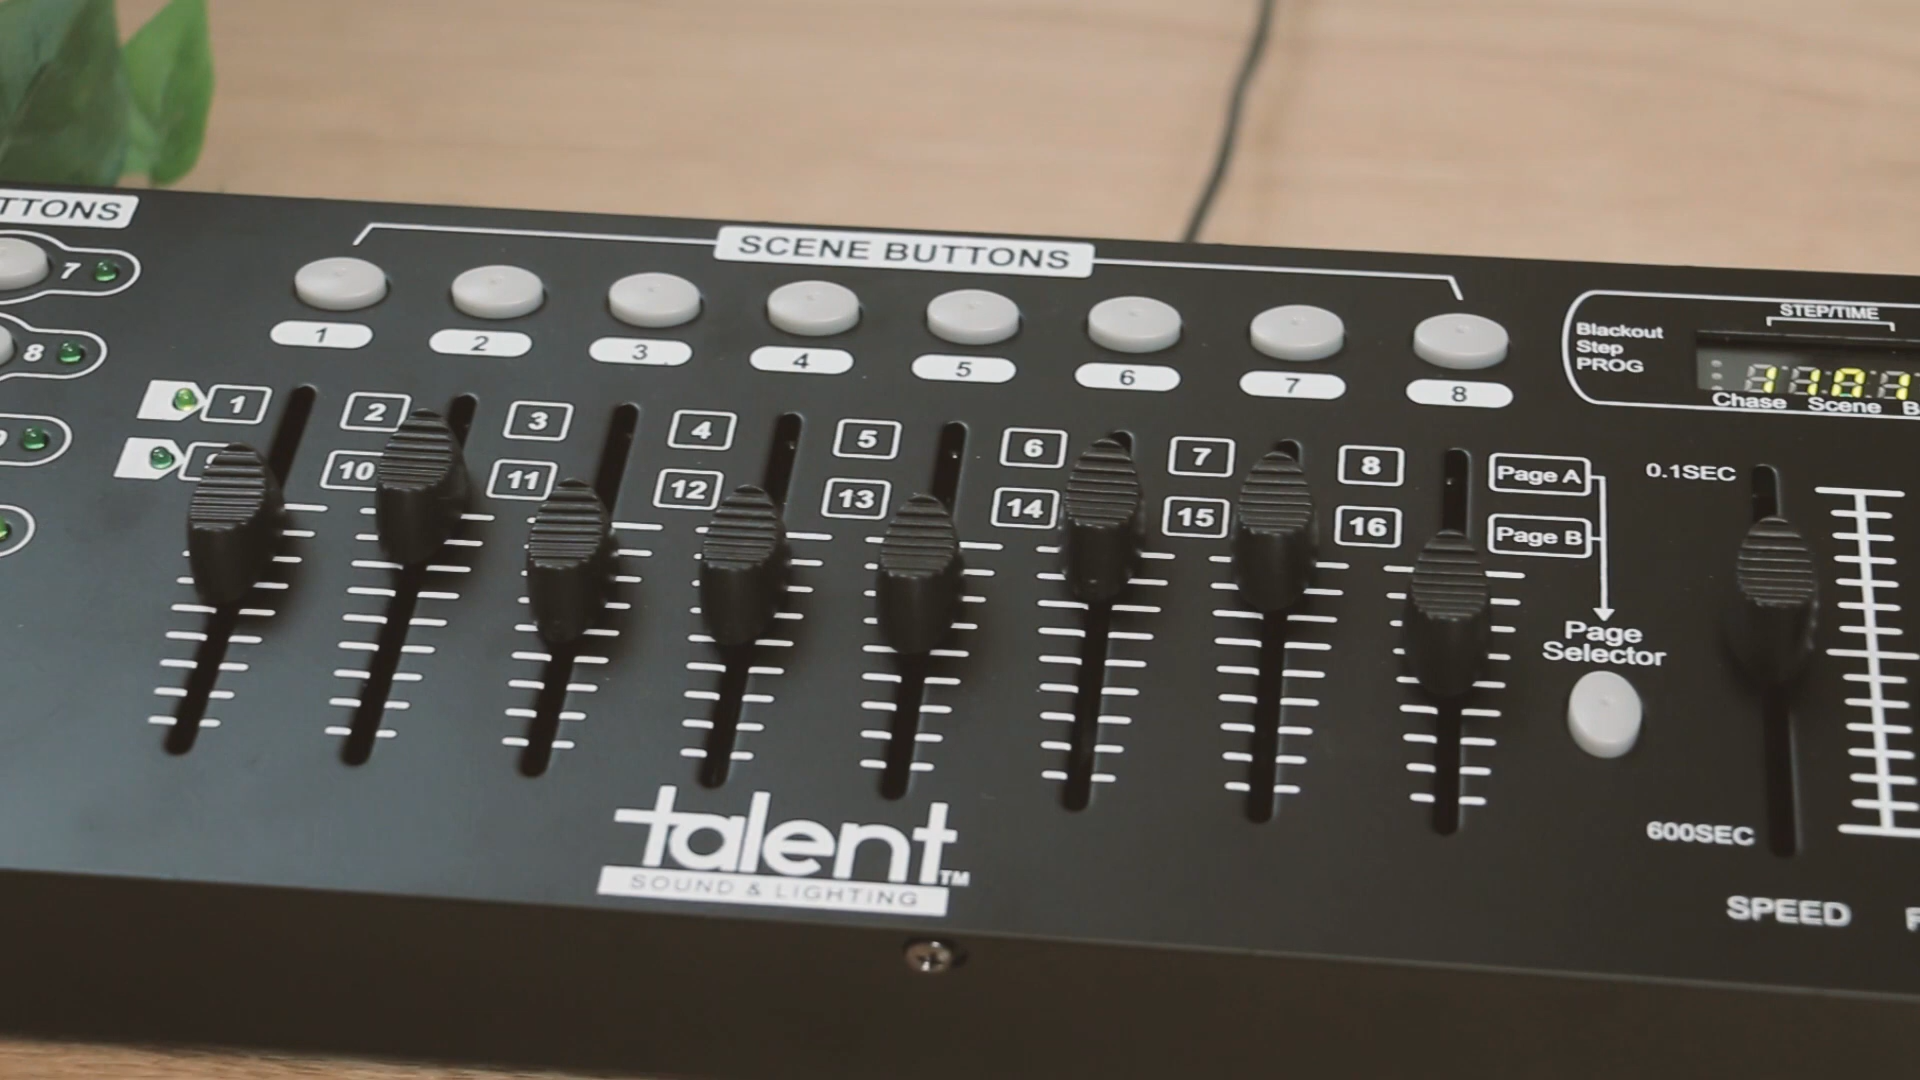 TTONS
SCENE BUTTONS
7
8
1
2
3
4
5
6
7
8
STEP/TIME
Blackout
Step
PROG
1101
Chase Scene B
1
2
3
4
5
6
7
8
Page A
10
11
12
13
14
15
16
Page B
Page
Selector
0.1SEC
600SEC
SPEED
talent™
SOUND & LIGHTING